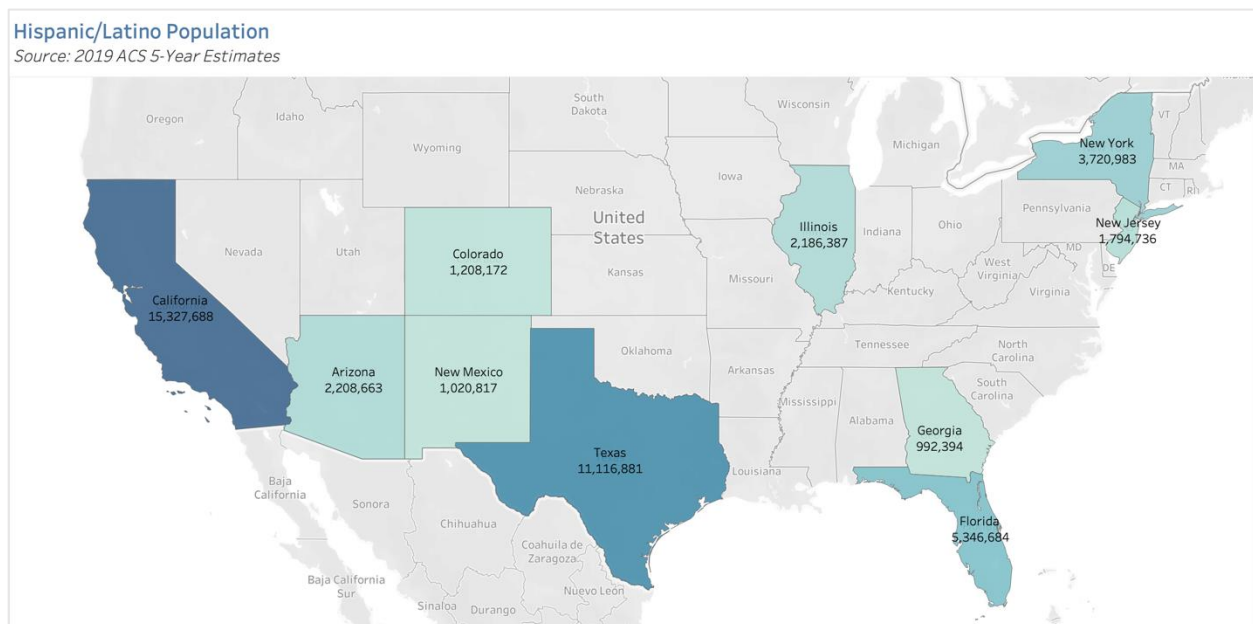 Hispanic/Latino Population
Source: 2019 ACS 5-Year Estimates
Oregon
Idaho
Wyoming
South
Dakota
Wisconsin
Michigan
VT
New York
3,720,983
MA
CT
RI
Nebraska
Iowa
Pennsylvania
New Jersey
1,794,736
Nevada
Utah
Colorado
1,208,172
United
States
Kansas
Missouri
Illinois
2,186,387
Indiana
Ohio
MD
DE
West
Virginia
Virginia
Kentucky
California
15,327,688
Arizona
2,208,663
New Mexico
1,020,817
Oklahoma
Arkansas
Tennessee
North
Carolina
South
Carolina
Mississippi
Alabama
Georgia
992,394
Texas
11,116,881
Louisiana
Florida
5,346,684
Baja
California
Sonora
Chihuahua
Coahuila de
Zaragoza
Nuevo León
Baja California
Sur
Sinaloa
Durango